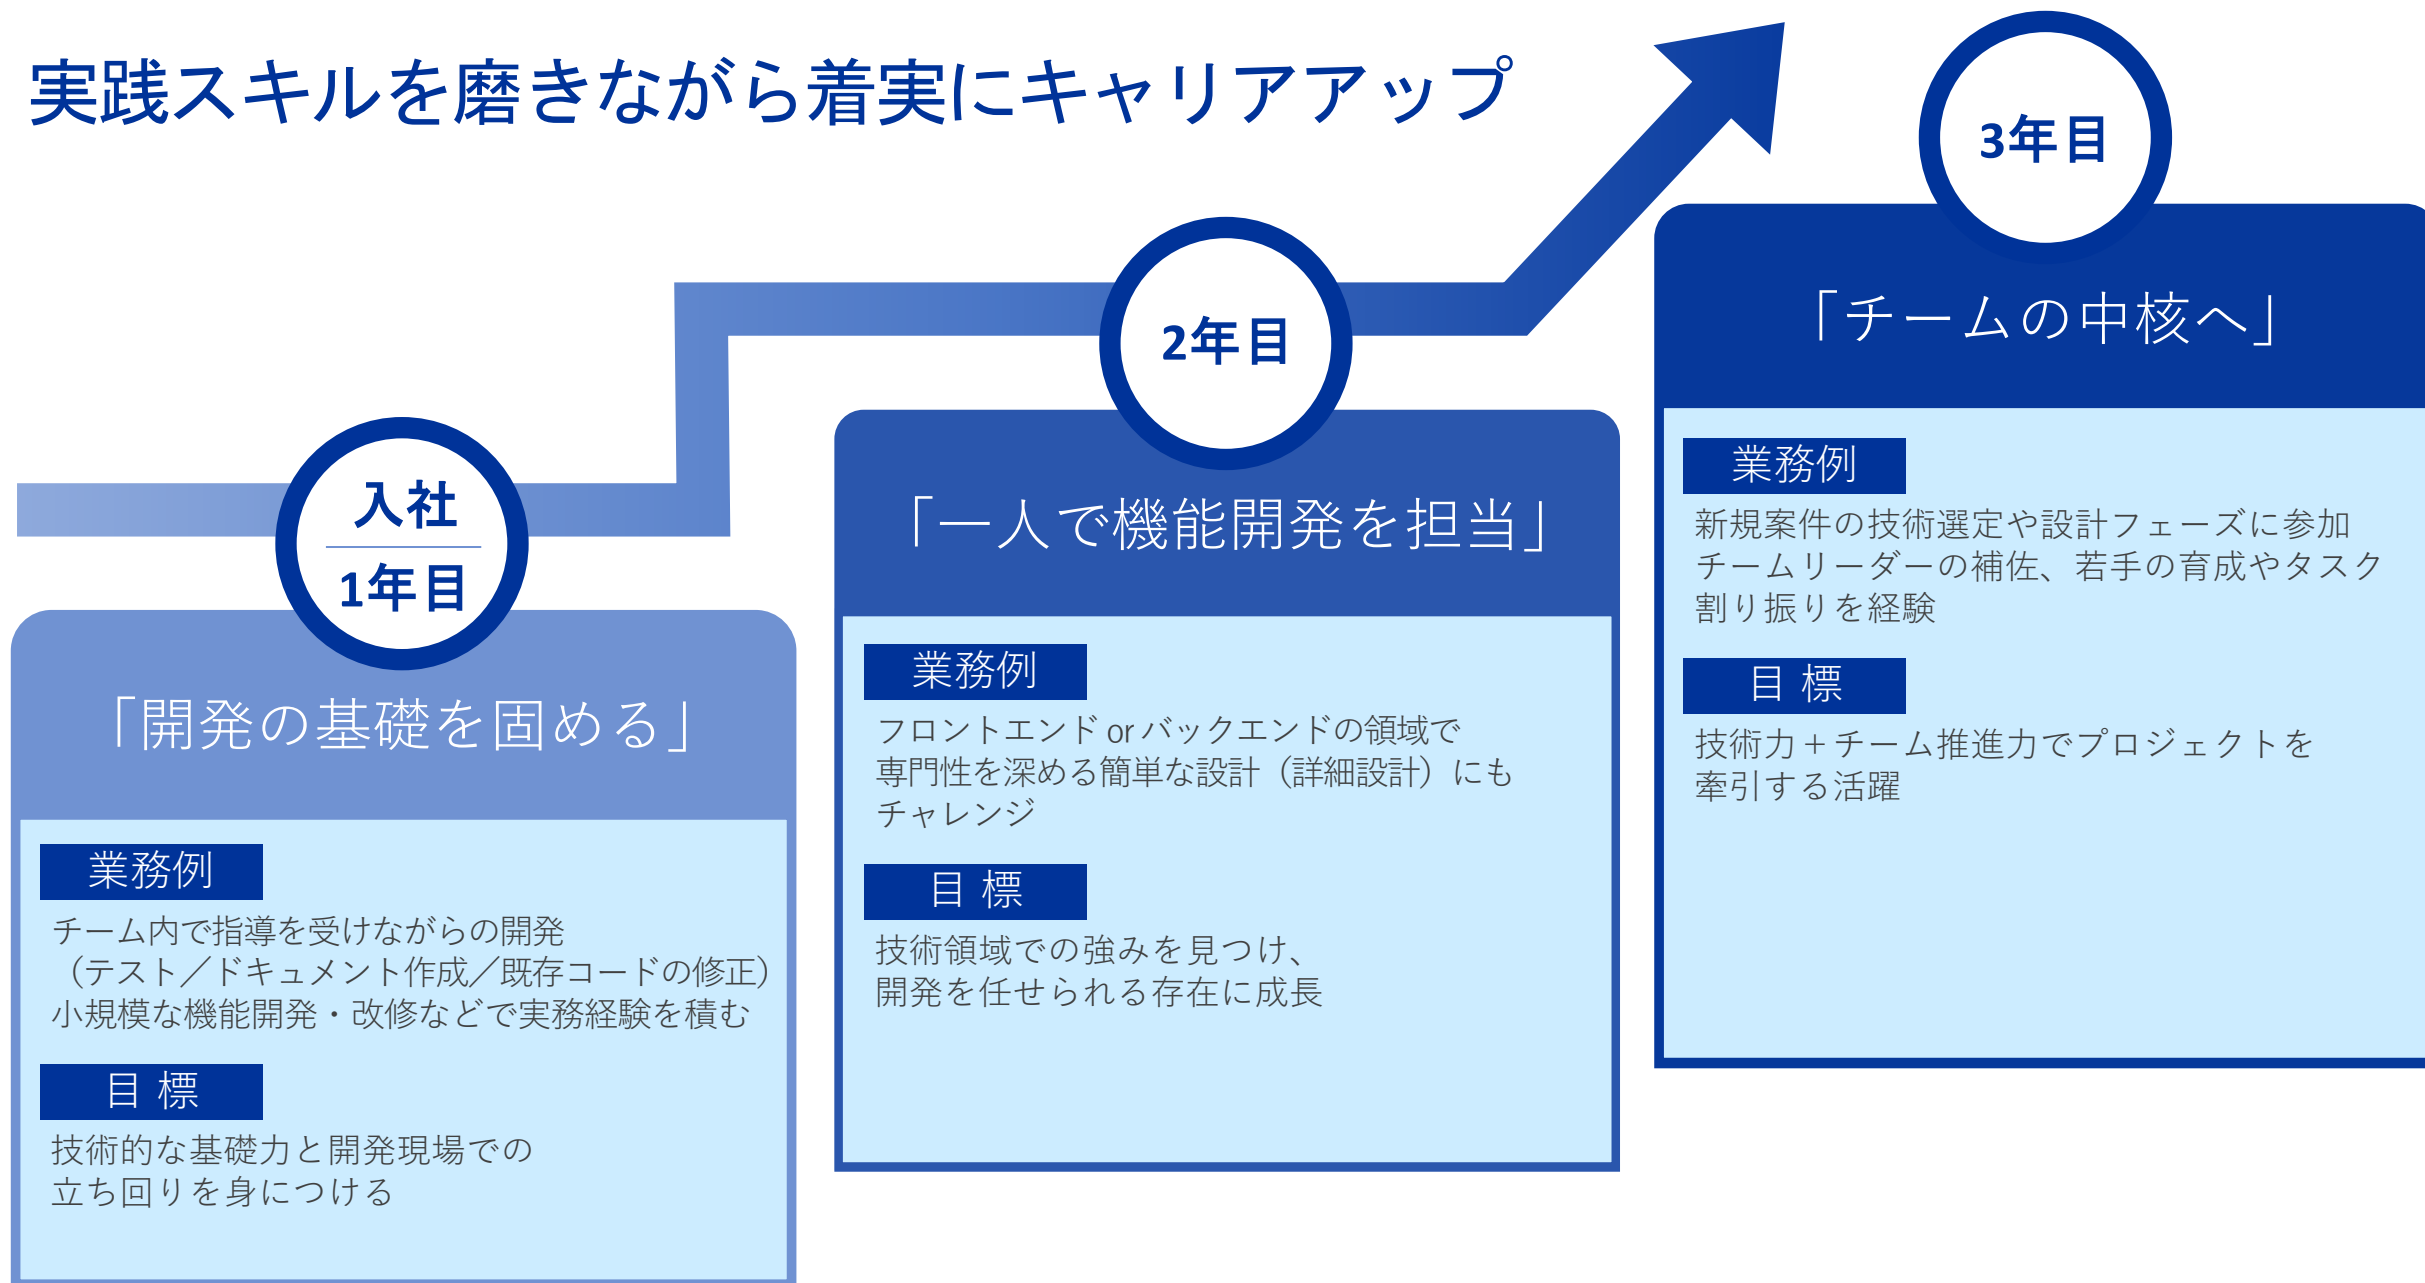 実践スキルを磨きながら着実にキャリアアップ
入社
1年目
「開発の基礎を固める」
業務例
チーム内で指導を受けながらの開発
（テスト／ドキュメント作成／既存コードの修正）
小規模な機能開発・改修などで実務経験を積む
目 標
技術的な基礎力と開発現場での
立ち回りを身につける
2年目
「一人で機能開発を担当」
業務例
フロントエンド or バックエンドの領域で
専門性を深める簡単な設計（詳細設計）にも
チャレンジ
目 標
技術領域での強みを見つけ、
開発を任せられる存在に成長
3年目
「チームの中核へ」
業務例
新規案件の技術選定や設計フェーズに参加
チームリーダーの補佐、若手の育成やタスク
割り振りを経験
目 標
技術力＋チーム推進力でプロジェクトを
牽引する活躍